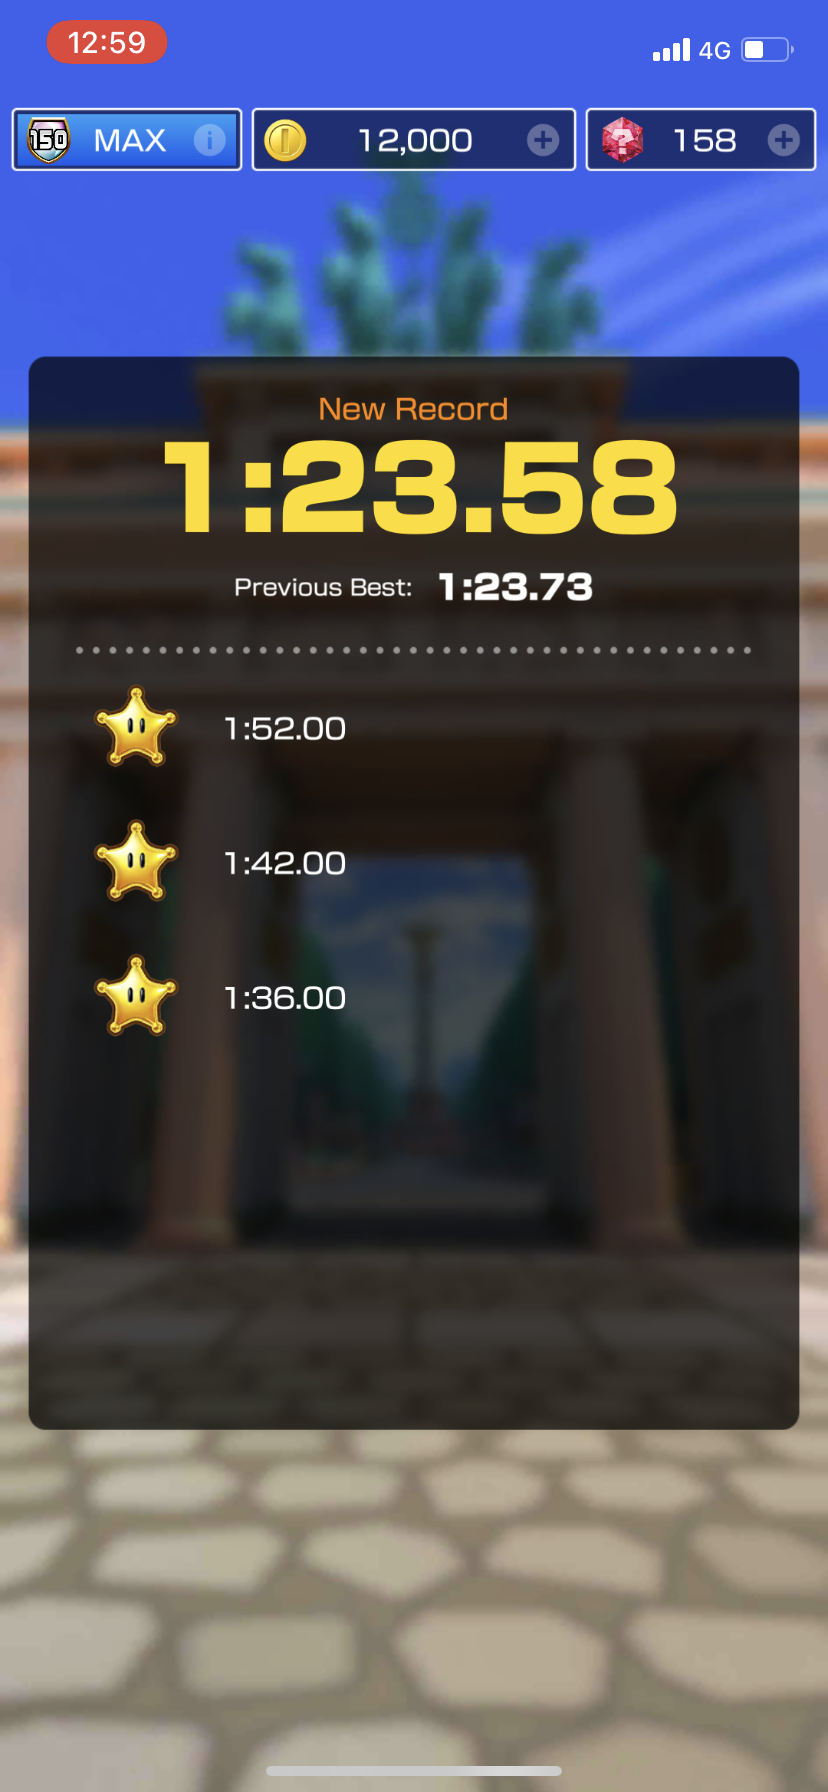 12:59 4G
150 MAX i 12,000 + ? 158 +
New Record
1:23.58
Previous Best: 1:23.73
1:52.00
1:42.00
1:36.00